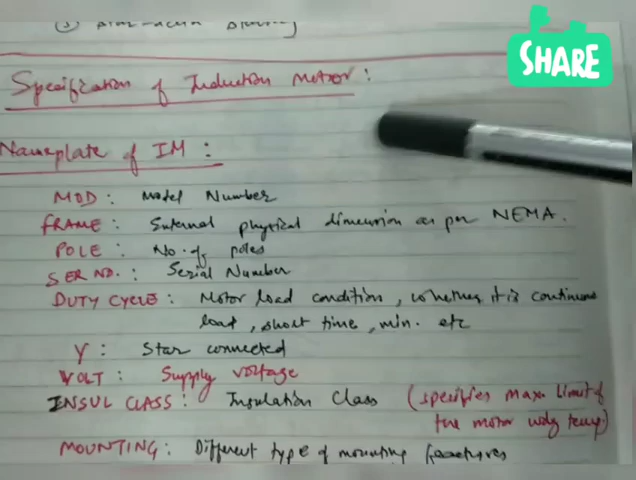 SHARE
Specification of Induction Motor:
Nameplate of IM :
MOD: Model Number
FRAME: Internal physical dimension as per NEMA.
POLE: No. of poles
SER NO.: Serial Number
DUTY CYCLE: Motor load condition, whether it is continuous
load, short time, min. etc
Y: Star connected
VOLT: Supply voltage
INSUL CLASS: Insulation Class (specifies max. limit of
the motor wdg temp.)
MOUNTING: Different type of mounting